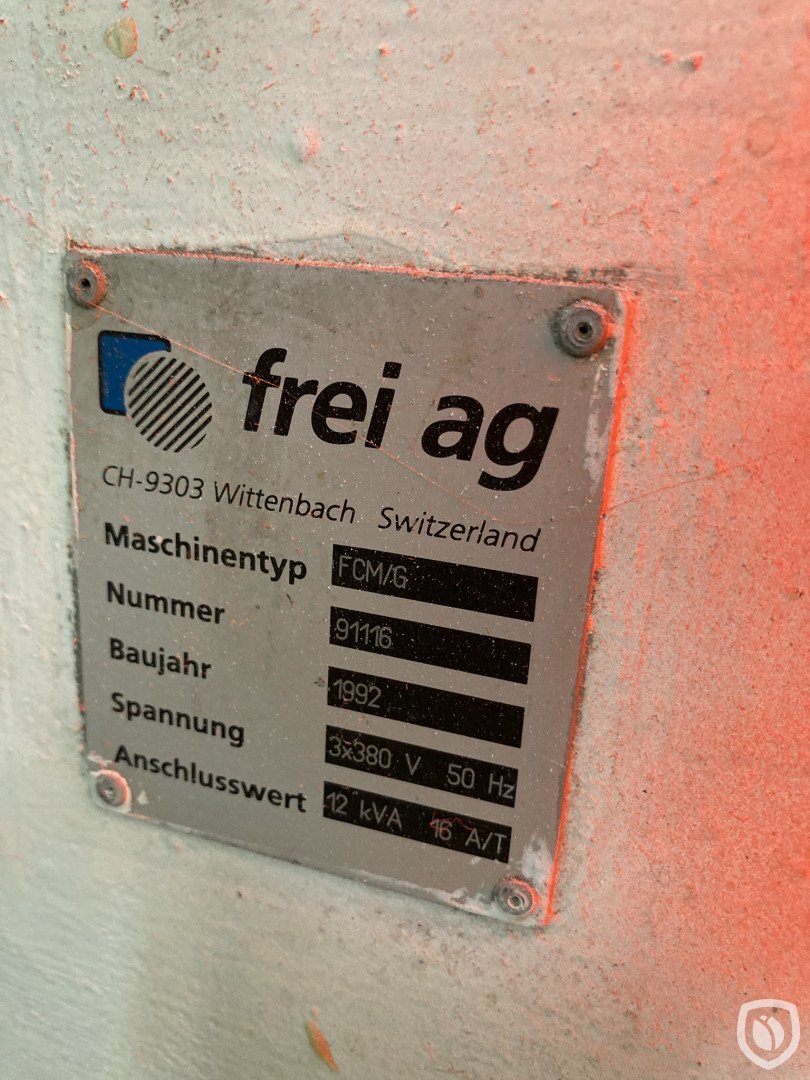 frei ag
CH-9303 Wittenbach Switzerland
Maschinentyp FCM/G
Nummer 91116
Baujahr 1992
Spannung 3x380 V 50 Hz
Anschlusswert 12 kVA 16 A/T